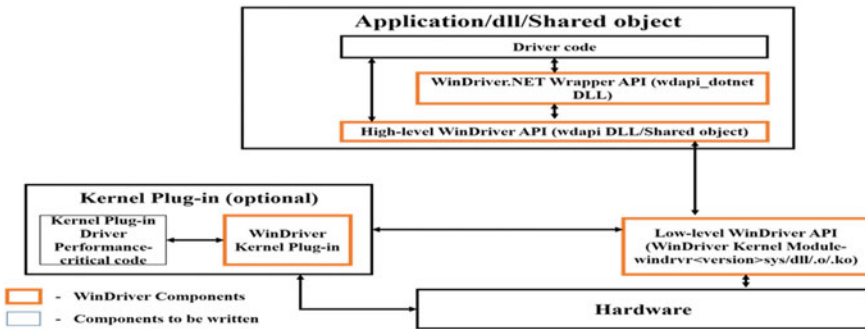 Application/dll/Shared object
Driver code
WinDriver.NET Wrapper API (wdapi_dotnet
DLL)
High-level WinDriver API (wdapi DLL/Shared object)
Kernel Plug-in (optional)
Kernel Plug-in
Driver
Performance-
critical code
WinDriver
Kernel Plug-in
Low-level WinDriver API
(WinDriver Kernel Module-
windrvr<version>sys/dll/.o/.ko)
Hardware
- WinDriver Components
- Components to be written